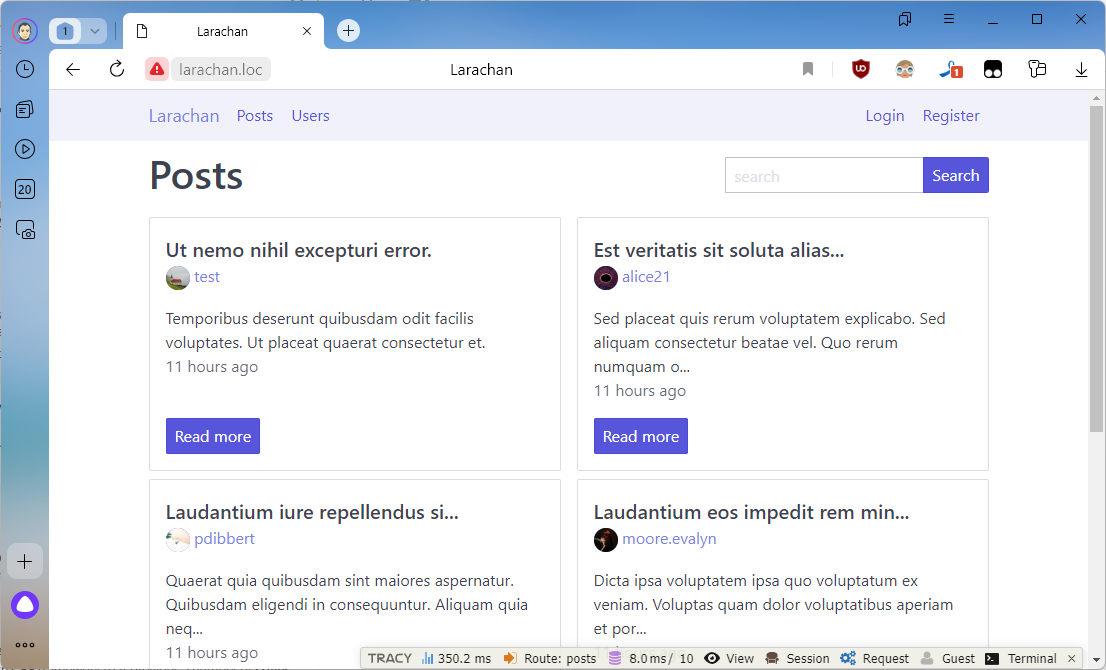 1
Larachan
larachan.loc
Larachan
1
20
Larachan Posts Users
Login Register
Posts
search
Search
Ut nemo nihil excepturi error.
test
Temporibus deserunt quibusdam odit facilis
voluptates. Ut placeat quaerat consectetur et.
11 hours ago
Read more
Est veritatis sit soluta alias...
alice21
Sed placeat quis rerum voluptatem explicabo. Sed
aliquam consectetur beatae vel. Quo rerum
numquam o...
11 hours ago
Read more
Laudantium iure repellendus si...
pdibbert
Quaerat quia quibusdam sint maiores aspernatur.
Quibusdam eligendi in consequuntur. Aliquam quia
neq...
11 hours ago
Laudantium eos impedit rem min...
moore.evalyn
Dicta ipsa voluptatem ipsa quo voluptatum ex
veniam. Voluptas quam dolor voluptatibus aperiam
et por...
TRACY 350.2 ms Route: posts 8.0 ms / 10 View Session Request Guest Terminal